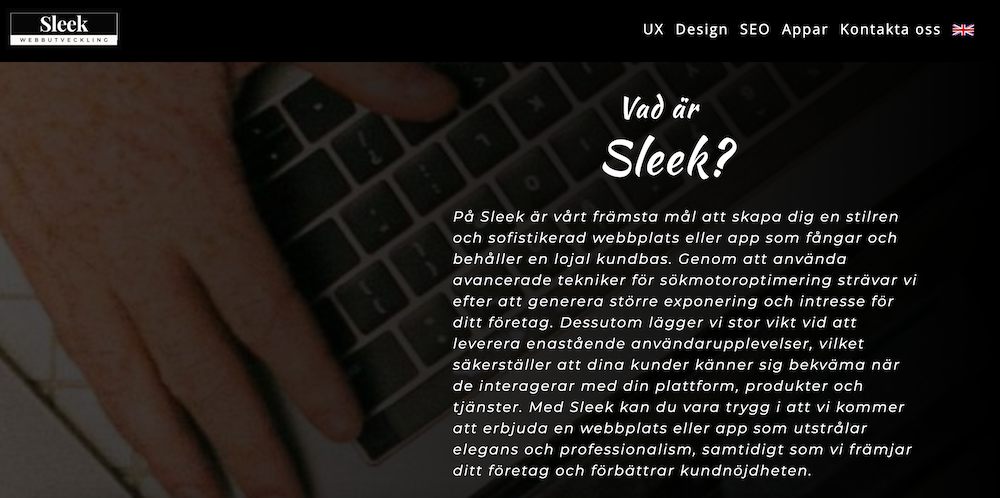 Sleek
WEBBUTVECKLING
UX Design SEO Appar Kontakta oss
Vad är
Sleek?
På Sleek är vårt främsta mål att skapa dig en stilren
och sofistikerad webbplats eller app som fångar och
behåller en lojal kundbas. Genom att använda
avancerade tekniker för sökmotoroptimering strävar vi
efter att generera större exponering och intresse för
ditt företag. Dessutom lägger vi stor vikt vid att
leverera enastående användarupplevelser, vilket
säkerställer att dina kunder känner sig bekväma när
de interagerar med din plattform, produkter och
tjänster. Med Sleek kan du vara trygg i att vi kommer
att erbjuda en webbplats eller app som utstrålar
elegans och professionalism, samtidigt som vi främjar
ditt företag och förbättrar kundnöjdheten.